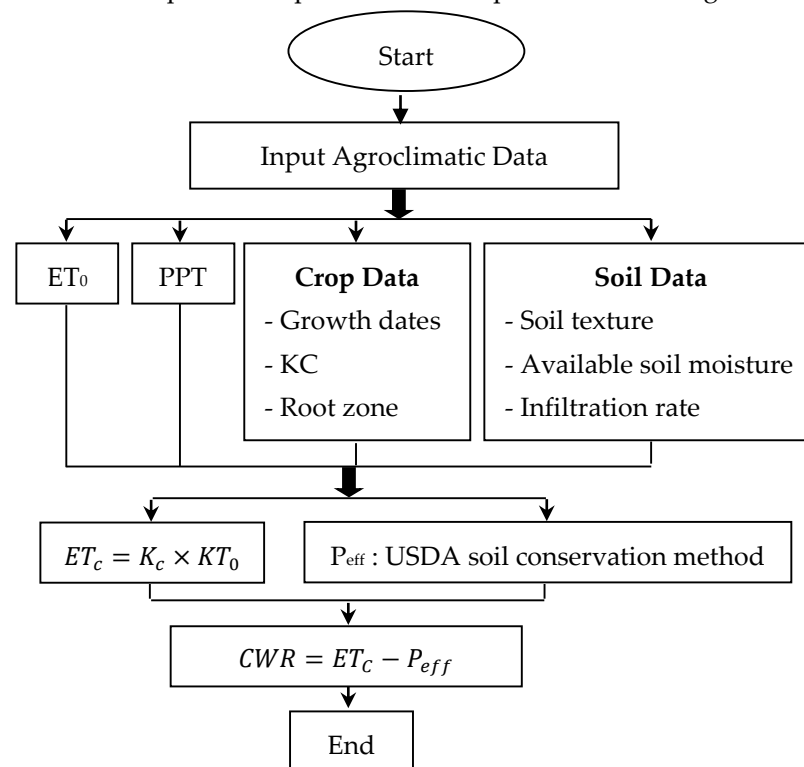 Start
Input Agroclimatic Data
ET₀
PPT
Crop Data
- Growth dates
- KC
- Root zone
Soil Data
- Soil texture
- Available soil moisture
- Infiltration rate
𝐸𝑇𝑐 = 𝐾𝑐 × 𝐾𝑇0
Peff : USDA soil conservation method
𝐶𝑊𝑅 = 𝐸𝑇𝐶 − 𝑃𝑒𝑓𝑓
End